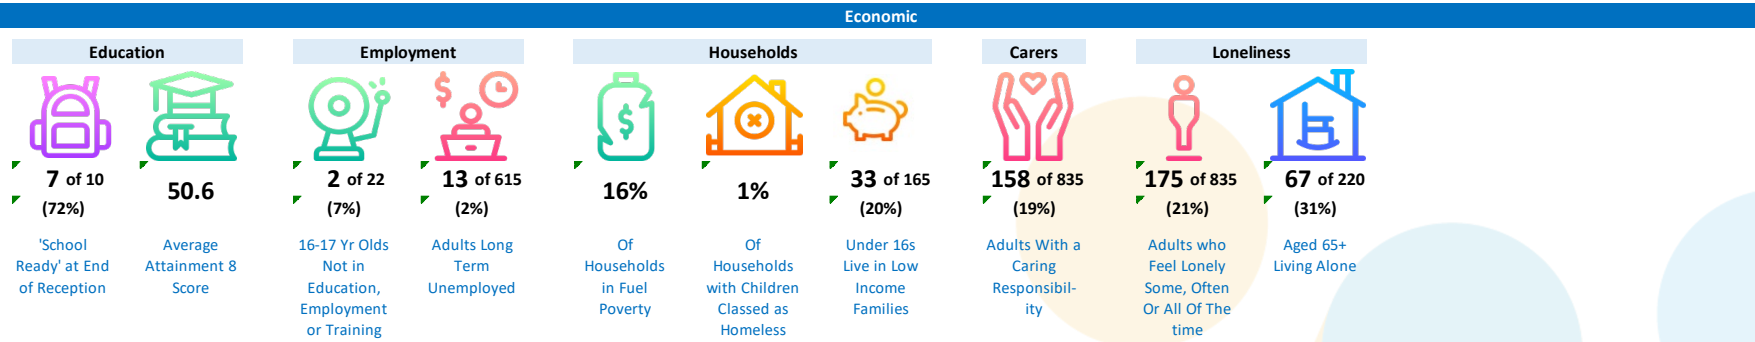 Economic
Education
Employment
Households
Carers
Loneliness
$
$
7 of 10
(72%)
50.6
2 of 22
(7%)
13 of 615
(2%)
16%
1%
33 of 165
(20%)
158 of 835
(19%)
175 of 835
(21%)
67 of 220
(31%)
'School
Ready' at End
of Reception
Average
Attainment 8
Score
16-17 Yr Olds
Not in
Education,
Employment
or Training
Adults Long
Term
Unemployed
Of
Households
in Fuel
Poverty
Of
Households
with Children
Classed as
Homeless
Under 16s
Live in Low
Income
Families
Adults With a
Caring
Responsibil-
ity
Adults who
Feel Lonely
Some, Often
Or All Of The
time
Aged 65+
Living Alone